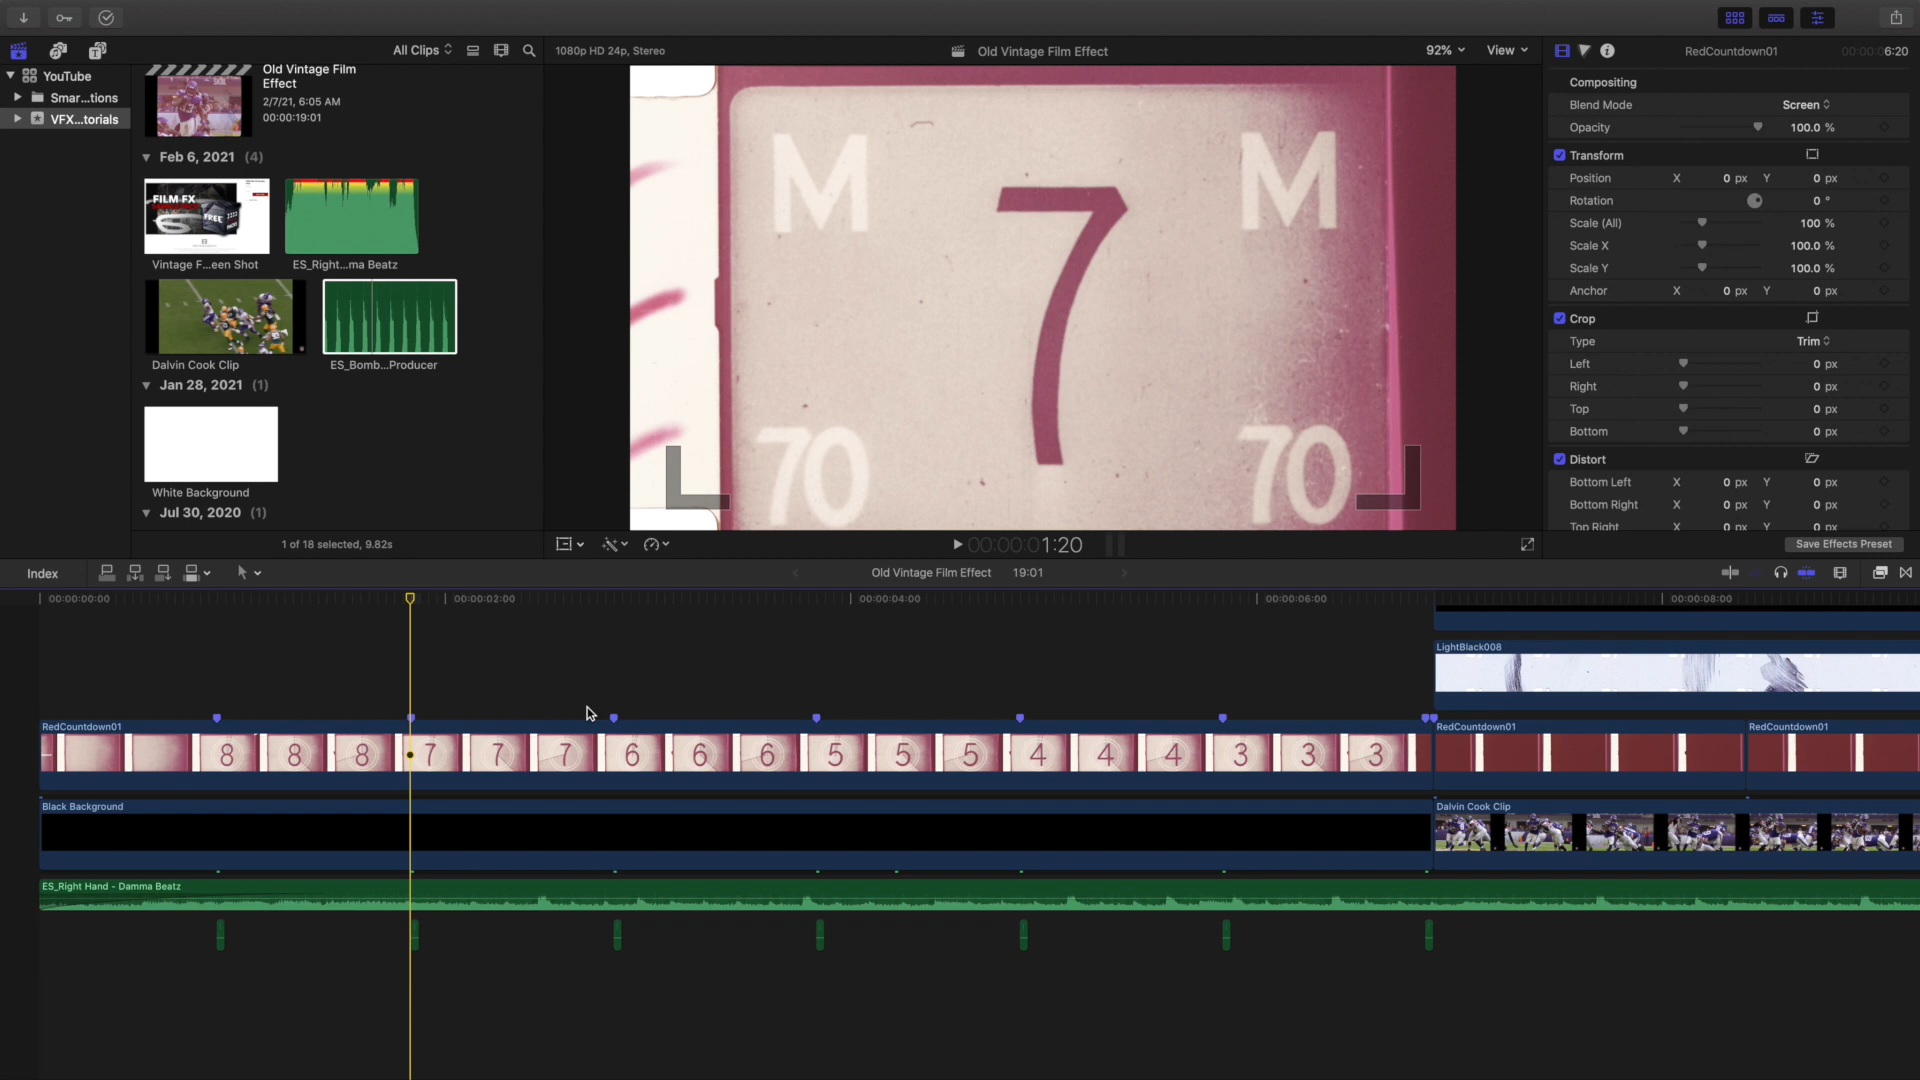 All Clips
1080p HD 24p, Stereo
Old Vintage Film Effect
92%
View
RedCountdown01
00:00:06:20
YouTube
Smar...tions
VFX...torials
Old Vintage Film
Effect
2/7/21, 6:05 AM
00:00:19:01
Feb 6, 2021 (4)
FILM FX
FREE
Vintage F...een Shot
ES_Right...ma Beatz
Dalvin Cook Clip
ES_Bomb...Producer
Jan 28, 2021 (1)
White Background
Jul 30, 2020 (1)
1 of 18 selected, 9.82s
M 7 M
70 70
00:00:01:20
Compositing
Blend Mode Screen
Opacity 100.0 %
Transform
Position X 0 px Y 0 px
Rotation 0 °
Scale (All) 100 %
Scale X 100.0 %
Scale Y 100.0 %
Anchor X 0 px Y 0 px
Crop
Type Trim
Left 0 px
Right 0 px
Top 0 px
Bottom 0 px
Distort
Bottom Left X 0 px Y 0 px
Bottom Right X 0 px Y 0 px
Top Right X 0 px Y 0 px
Save Effects Preset
Index
Old Vintage Film Effect 19:01
00:00:00:00 00:00:02:00 00:00:04:00 00:00:06:00 00:00:08:00
LightBlack008
RedCountdown01 RedCountdown01 RedCountdown01
8 8 8 7 7 7 6 6 6 5 5 5 4 4 4 3 3 3
Black Background Dalvin Cook Clip
ES_Right Hand - Damma Beatz